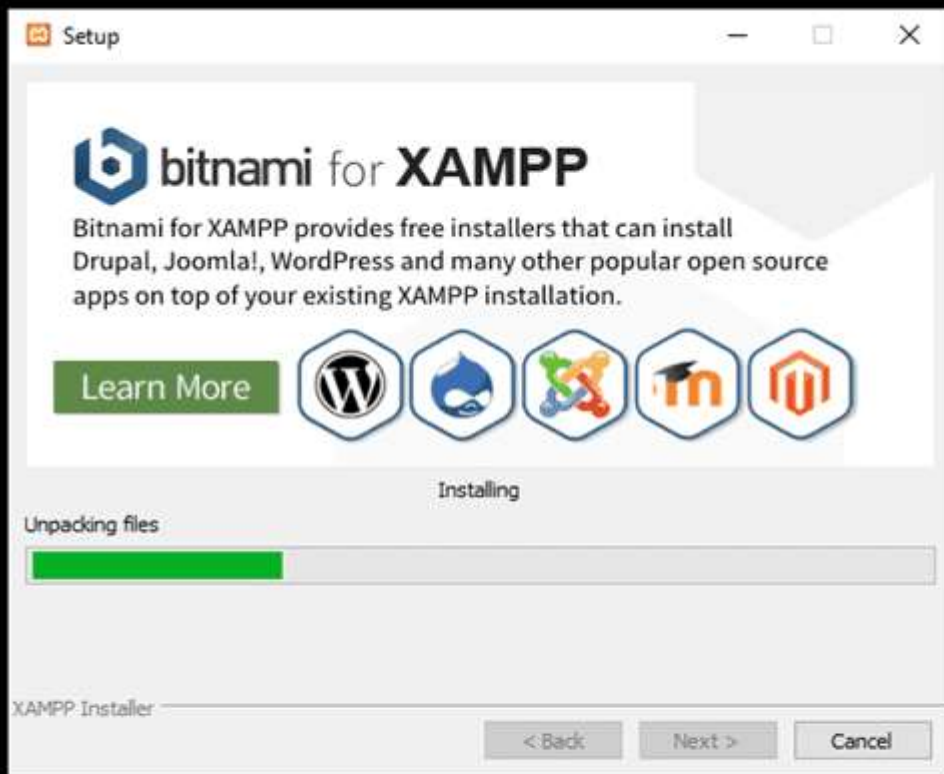 Setup
bitnami for XAMPP
Bitnami for XAMPP provides free installers that can install
Drupal, Joomla!, WordPress and many other popular open source
apps on top of your existing XAMPP installation.
Learn More
Installing
Unpacking files
XAMPP Installer
< Back Next > Cancel